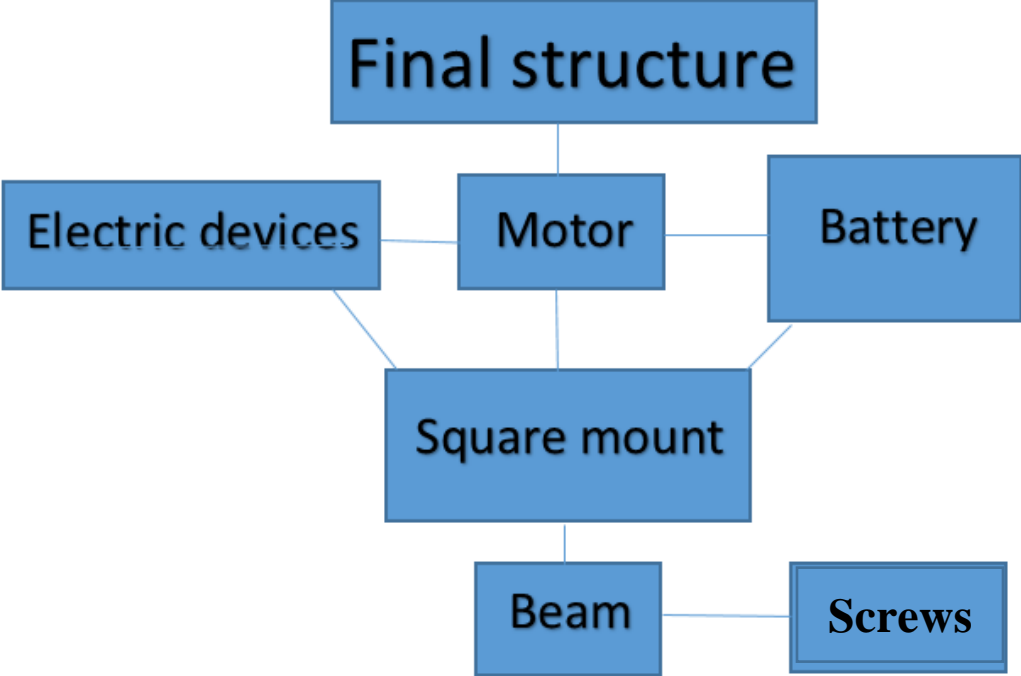 Final structure
Electric devices
Motor
Battery
Square mount
Beam
Screws